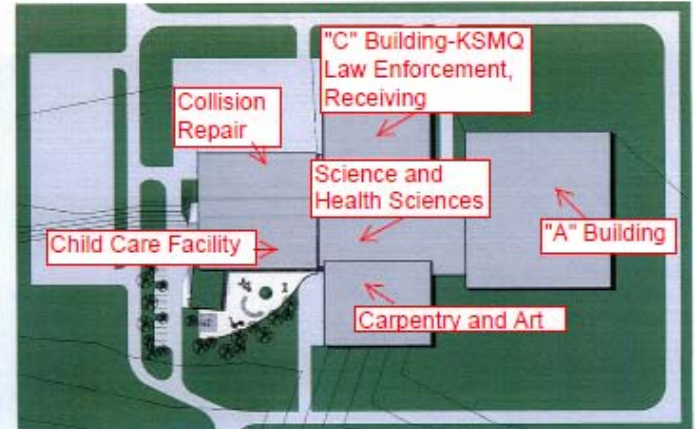 "C" Building-KSMQ
Law Enforcement,
Receiving
Collision
Repair
Science and
Health Sciences
Child Care Facility
"A" Building
Carpentry and Art